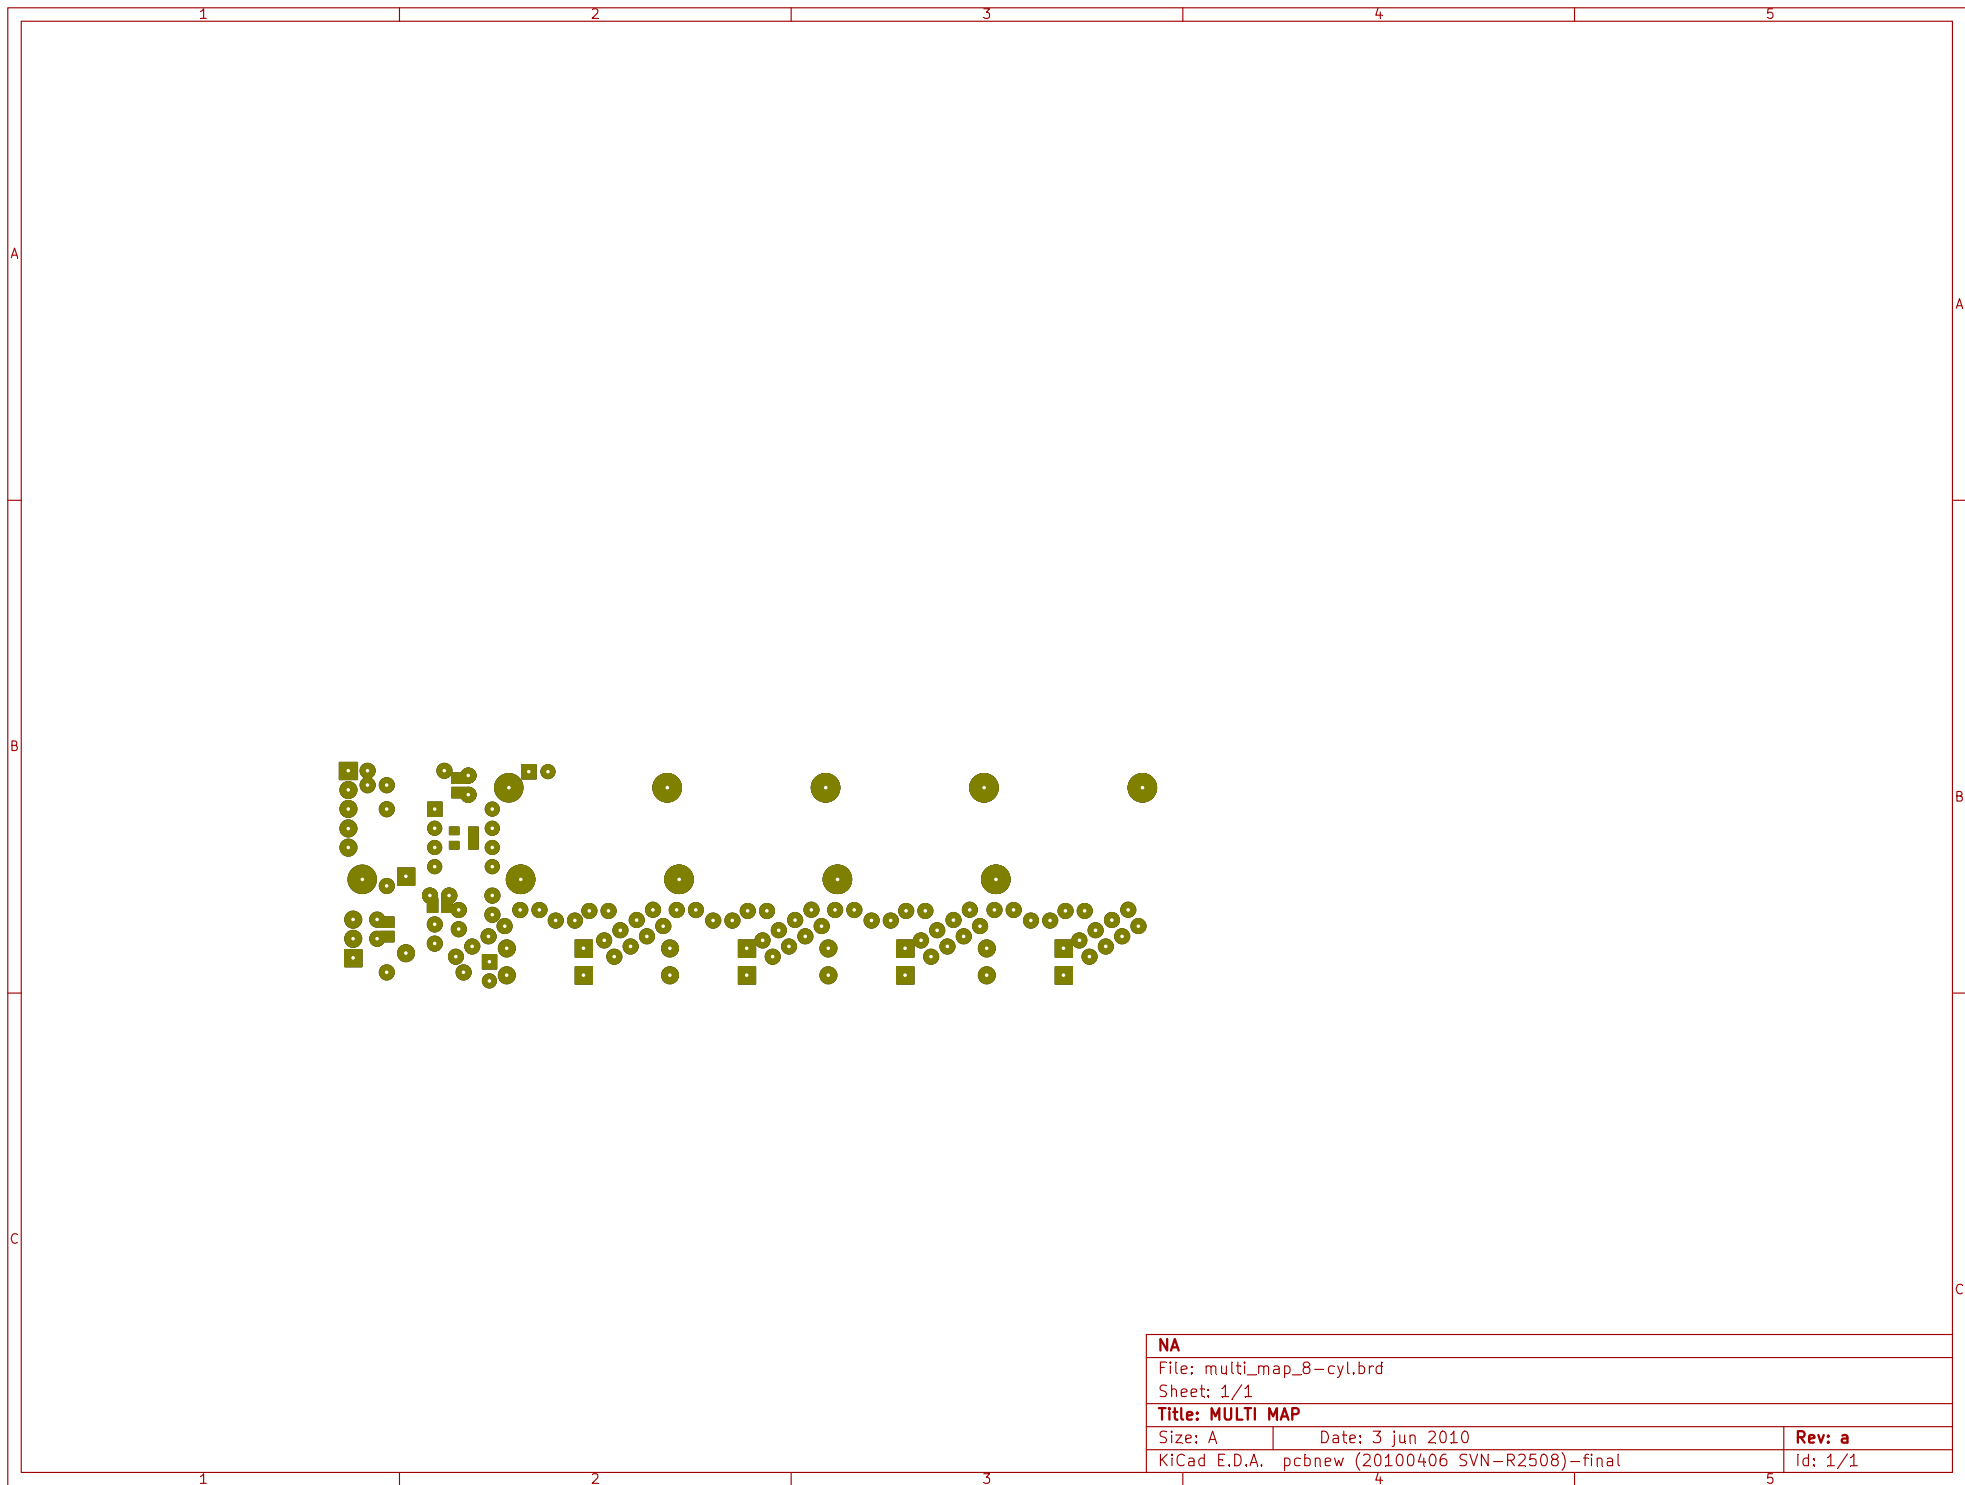 1 2 3 4 5
A
A
B
B
C
C
NA
File: multi_map_8-cyl.brd
Sheet: 1/1
Title: MULTI MAP
Size: A Date: 3 jun 2010 Rev: a
KiCad E.D.A. pcbnew (20100406 SVN-R2508)-final Id: 1/1
1 2 3 4 5